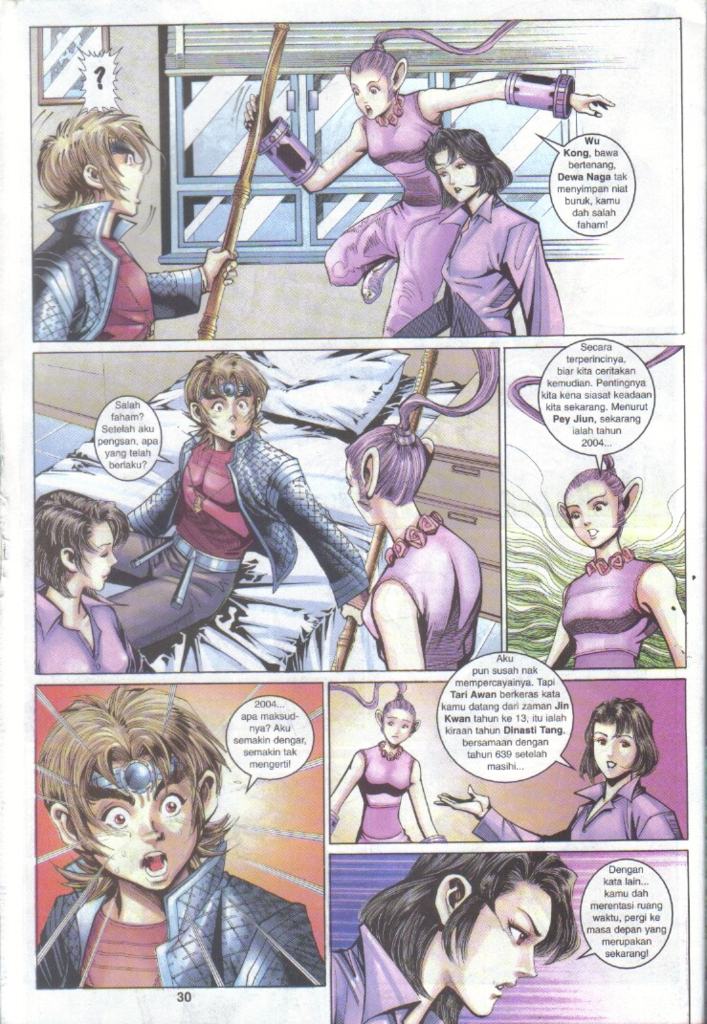 ?
Wu
Kong, bawa
bertenang,
Dewa Naga tak
menyimpan niat
buruk, kamu
dah salah
faham!
Salah
faham?
Setelah aku
pengsan, apa
yang telah
berlaku?
Secara
terperincinya,
biar kita ceritakan
kemudian. Pentingnya
kita kena siasat keadaan
kita sekarang. Menurut
Pey Jiun, sekarang
ialah tahun
2004...
2004...
apa maksud-
nya? Aku
semakin dengar,
semakin tak
mengerti!
Aku
pun susah nak
mempercayainya. Tapi
Tari Awan berkeras kata
kamu datang dari zaman Jin
Kwan tahun ke 13, itu ialah
kiraan tahun Dinasti Tang.
bersamaan dengan
tahun 639 setelah
masihi...
Dengan
kata lain...
kamu dah
merentasi ruang
waktu, pergi ke
masa depan yang
merupakan
sekarang!
30